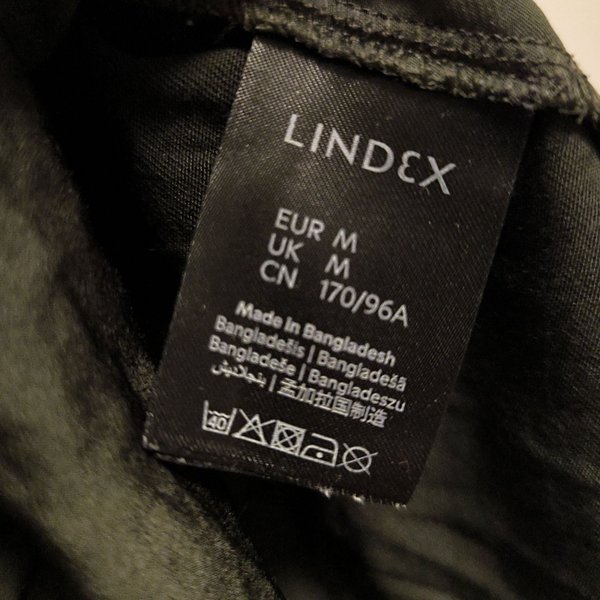 LINDEX
EUR M
UK M
CN 170/96A
Made in Bangladesh
Bangladešis | Bangladešā
Bangladeše | Bangladeszu
بنجلاديش | 孟加拉国制造
40